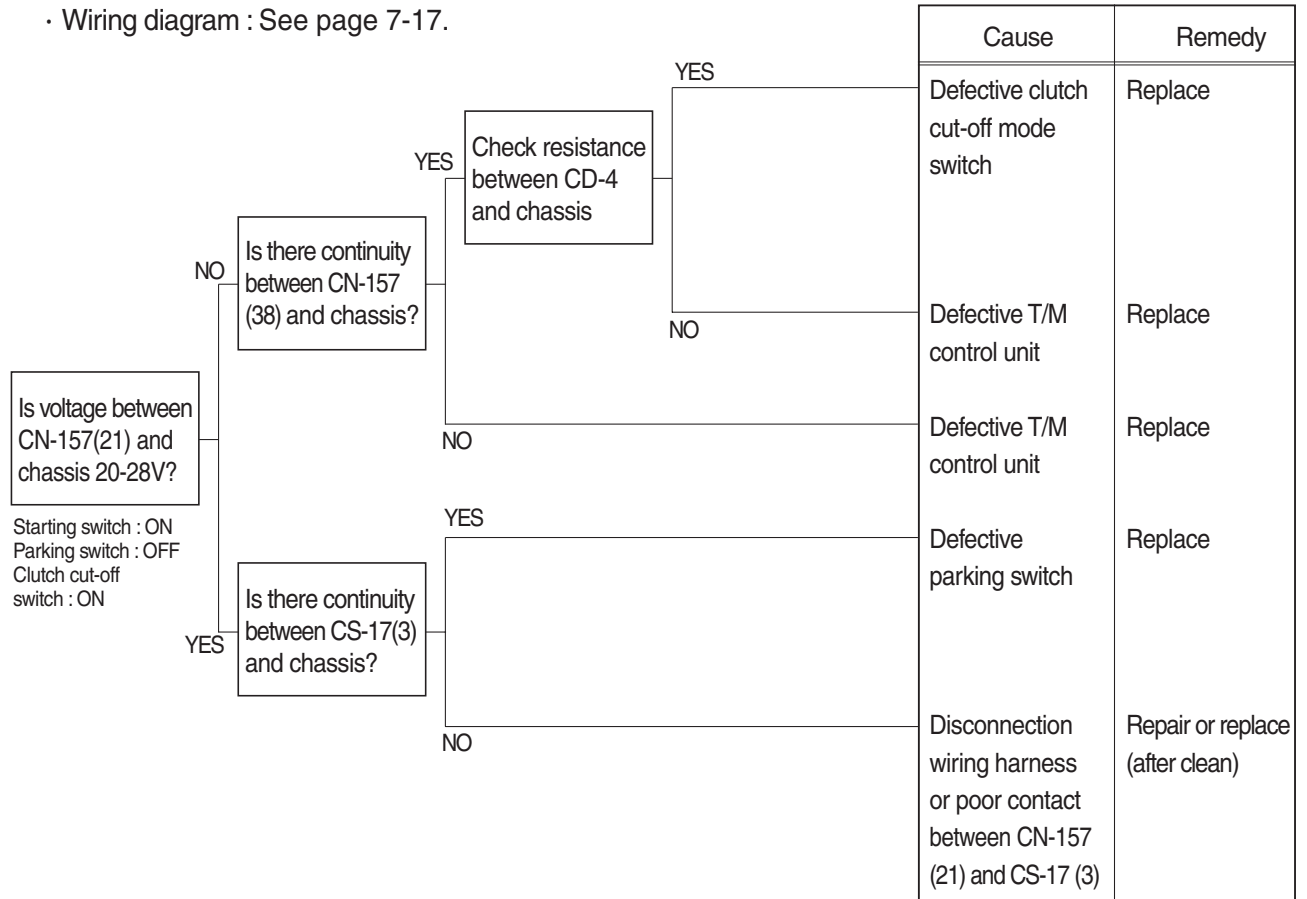 · Wiring diagram : See page 7-17.
Cause
Remedy
YES
Defective clutch
cut-off mode
switch
Replace
YES
Check resistance
between CD-4
and chassis
NO
Is there continuity
between CN-157
(38) and chassis?
NO
Defective T/M
control unit
Replace
Is voltage between
CN-157(21) and
chassis 20-28V?
NO
Defective T/M
control unit
Replace
Starting switch : ON
Parking switch : OFF
Clutch cut-off
switch : ON
YES
Defective
parking switch
Replace
YES
Is there continuity
between CS-17(3)
and chassis?
NO
Disconnection
wiring harness
or poor contact
between CN-157
(21) and CS-17 (3)
Repair or replace
(after clean)